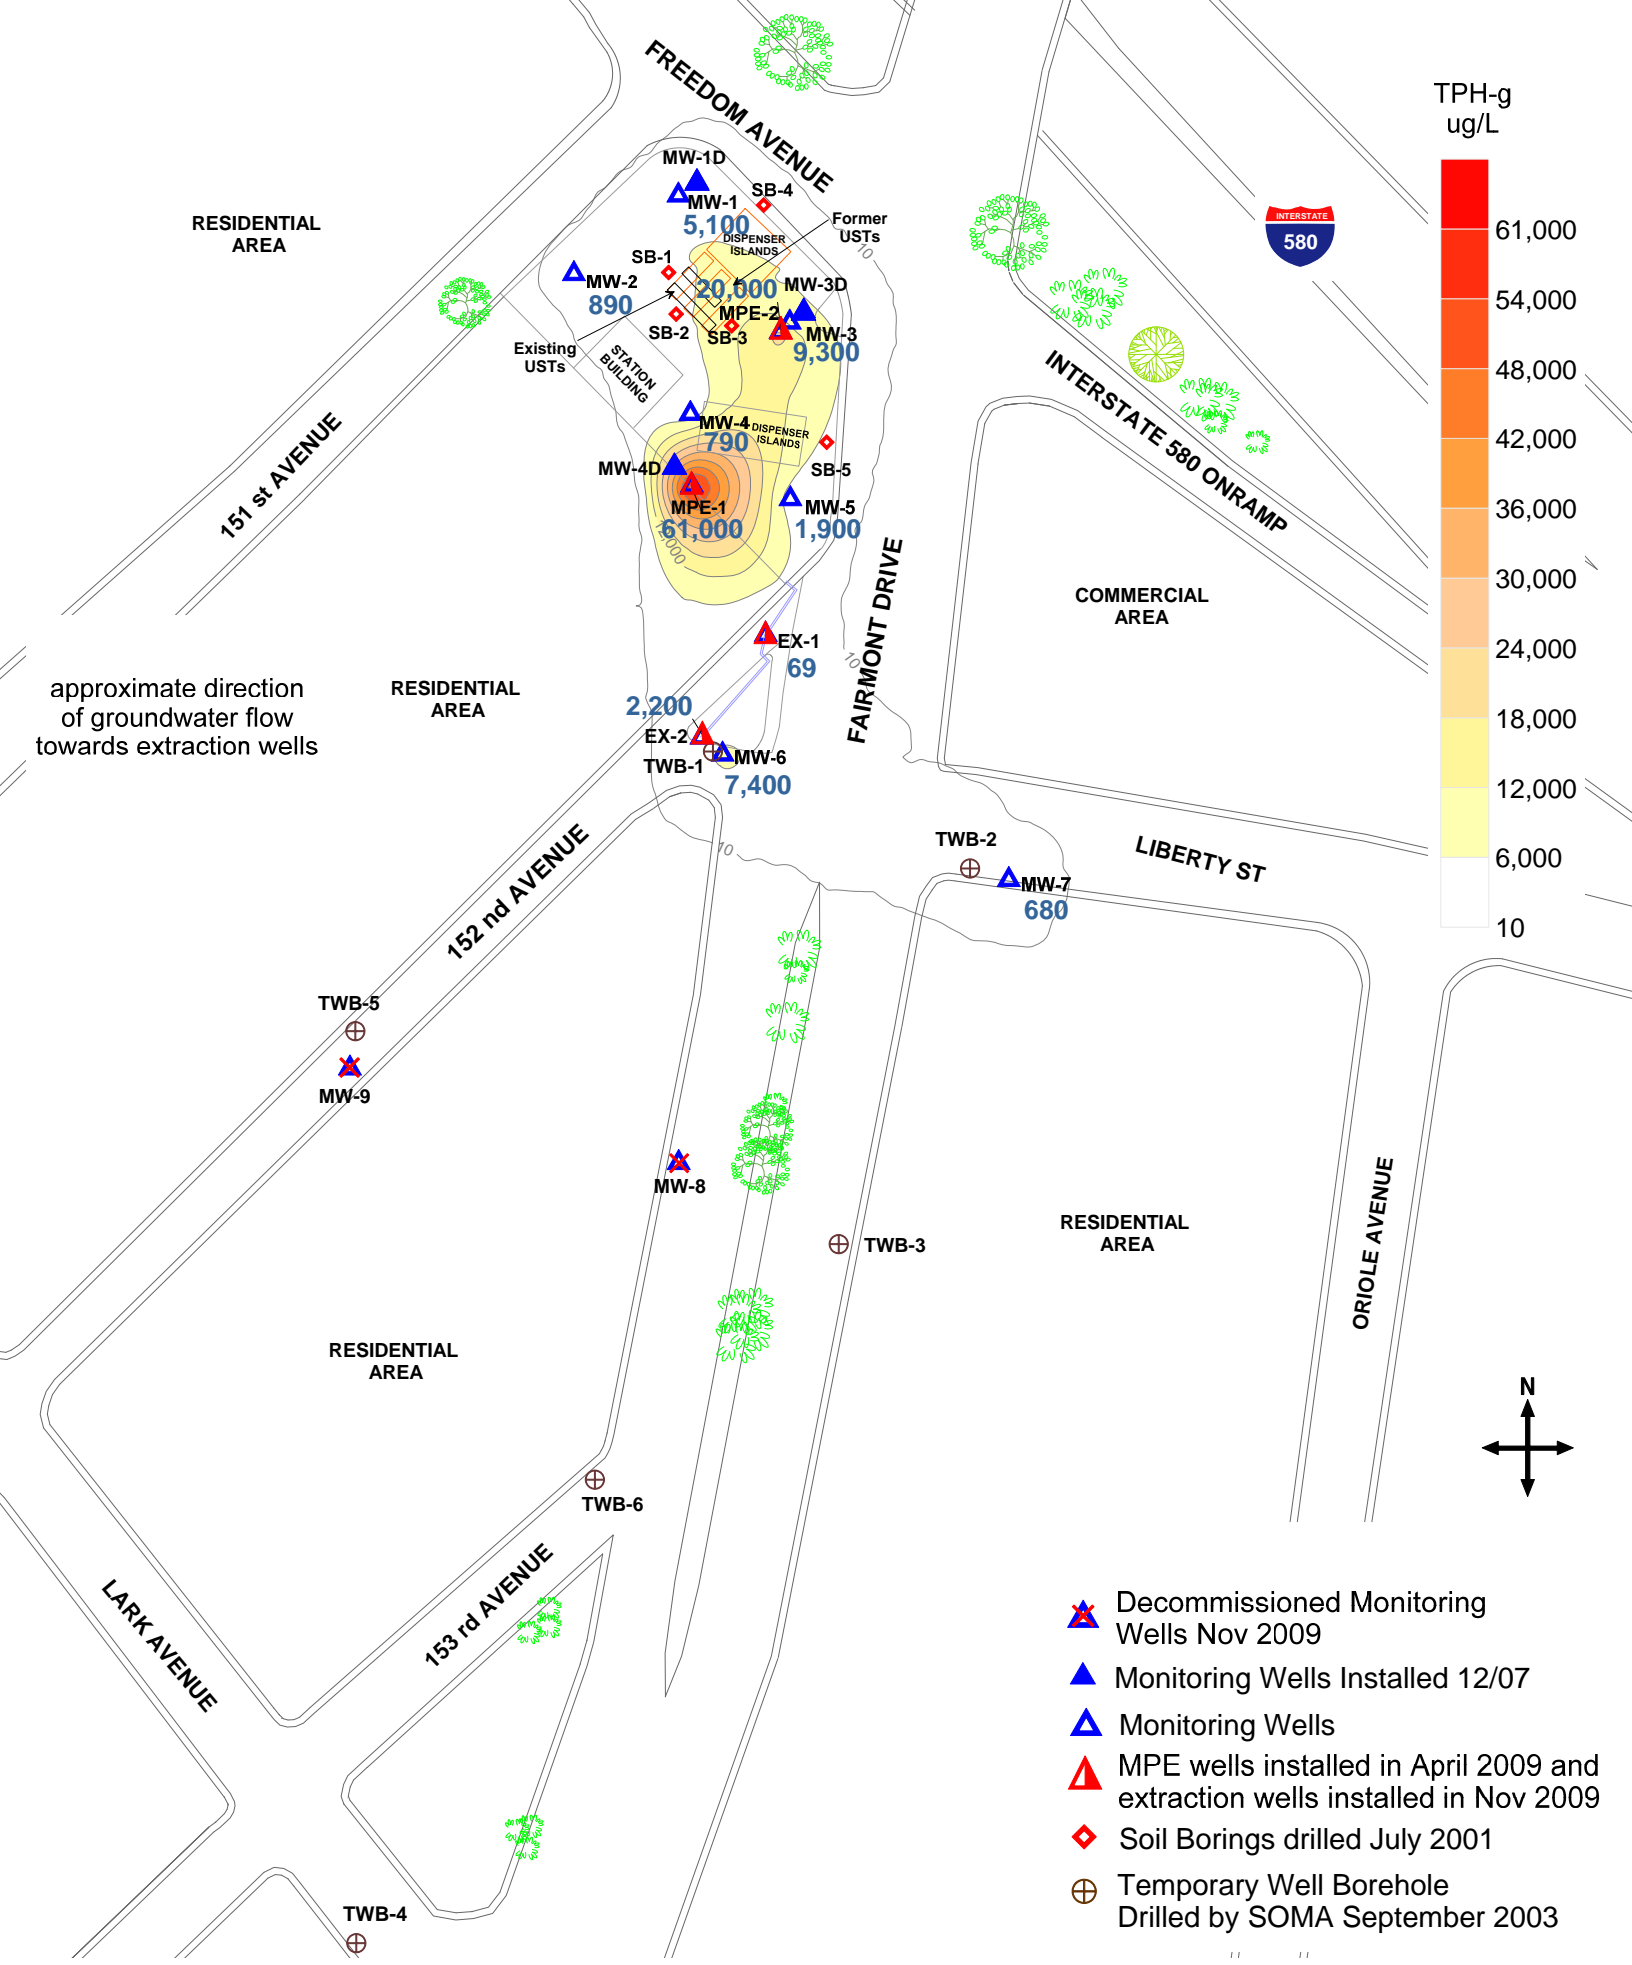 FREEDOM AVENUE
TPH-g
ug/L
MW-1D
SB-4
MW-1
5,100
Former
USTs
RESIDENTIAL
AREA
DISPENSER
ISLANDS
10
INTERSTATE
580
61,000
54,000
48,000
42,000
36,000
30,000
24,000
18,000
12,000
6,000
10
SB-1
MW-2
890
20,000
MW-3D
MPE-2
SB-2
SB-3
MW-3
9,300
Existing
USTs
STATION
BUILDING
INTERSTATE 580 ONRAMP
MW-4
790
DISPENSER
ISLANDS
151 st AVENUE
MW-4D
SB-5
MPE-1
61,000
MW-5
1,900
12,000
FAIRMONT DRIVE
COMMERCIAL
AREA
EX-1
69
10
approximate direction
of groundwater flow
towards extraction wells
RESIDENTIAL
AREA
2,200
EX-2
TWB-1
MW-6
7,400
10
152 nd AVENUE
TWB-2
MW-7
680
LIBERTY ST
TWB-5
MW-9
MW-8
TWB-3
RESIDENTIAL
AREA
ORIOLE AVENUE
RESIDENTIAL
AREA
N
TWB-6
153 rd AVENUE
LARK AVENUE
TWB-4
Decommissioned Monitoring
Wells Nov 2009
Monitoring Wells Installed 12/07
Monitoring Wells
MPE wells installed in April 2009 and
extraction wells installed in Nov 2009
Soil Borings drilled July 2001
Temporary Well Borehole
Drilled by SOMA September 2003